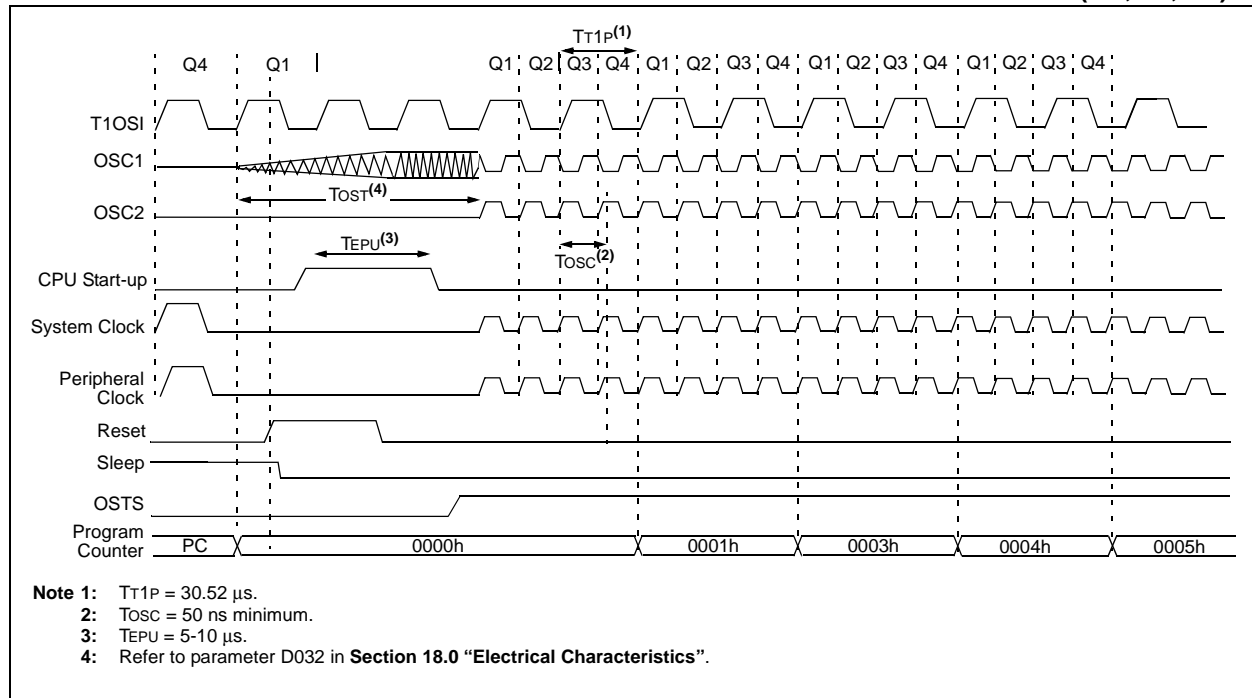 TT1P(1)
Q4 Q1 Q1 Q2 Q3 Q4 Q1 Q2 Q3 Q4 Q1 Q2 Q3 Q4 Q1 Q2 Q3 Q4
T1OSI
OSC1
TOST(4)
OSC2
TEPU(3)
TOSC(2)
CPU Start-up
System Clock
Peripheral
Clock
Reset
Sleep
OSTS
Program
Counter
PC 0000h 0001h 0003h 0004h 0005h
Note 1: TT1P = 30.52 μs.
2: TOSC = 50 ns minimum.
3: TEPU = 5-10 μs.
4: Refer to parameter D032 in Section 18.0 “Electrical Characteristics”.